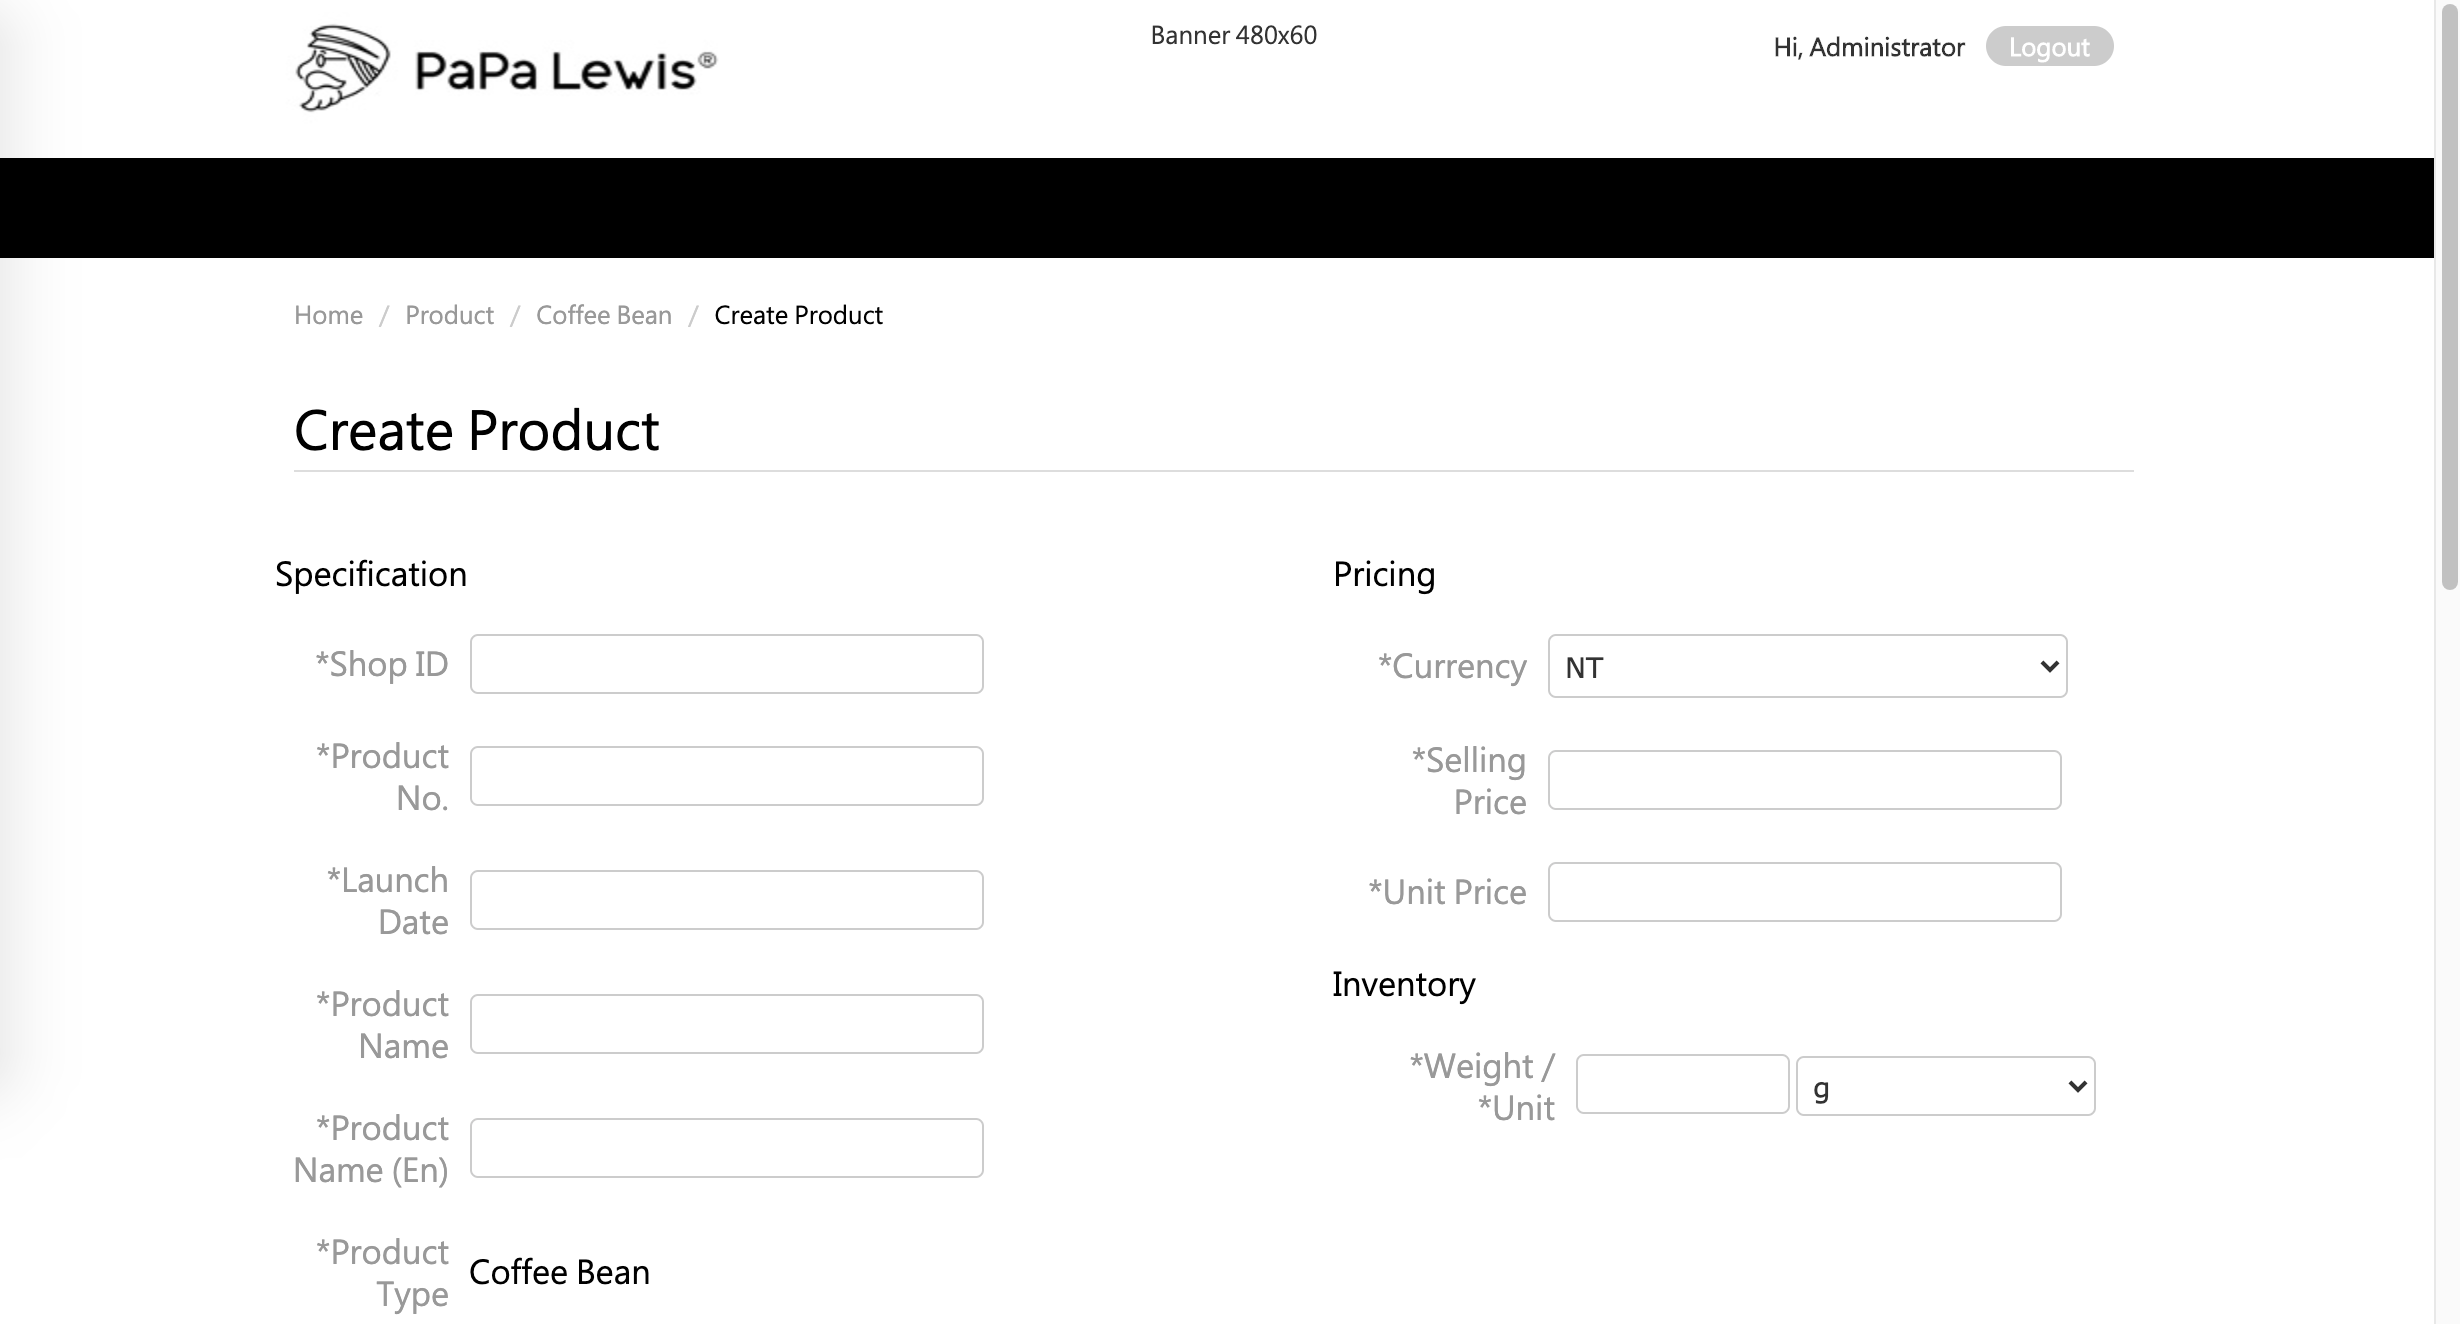 PaPa Lewis®
Banner 480x60
Hi, Administrator
Logout
Home / Product / Coffee Bean / Create Product
Create Product
Specification
*Shop ID
*Product
No.
*Launch
Date
*Product
Name
*Product
Name (En)
*Product
Type
Coffee Bean
Pricing
*Currency
NT
*Selling
Price
*Unit Price
Inventory
*Weight /
*Unit
g